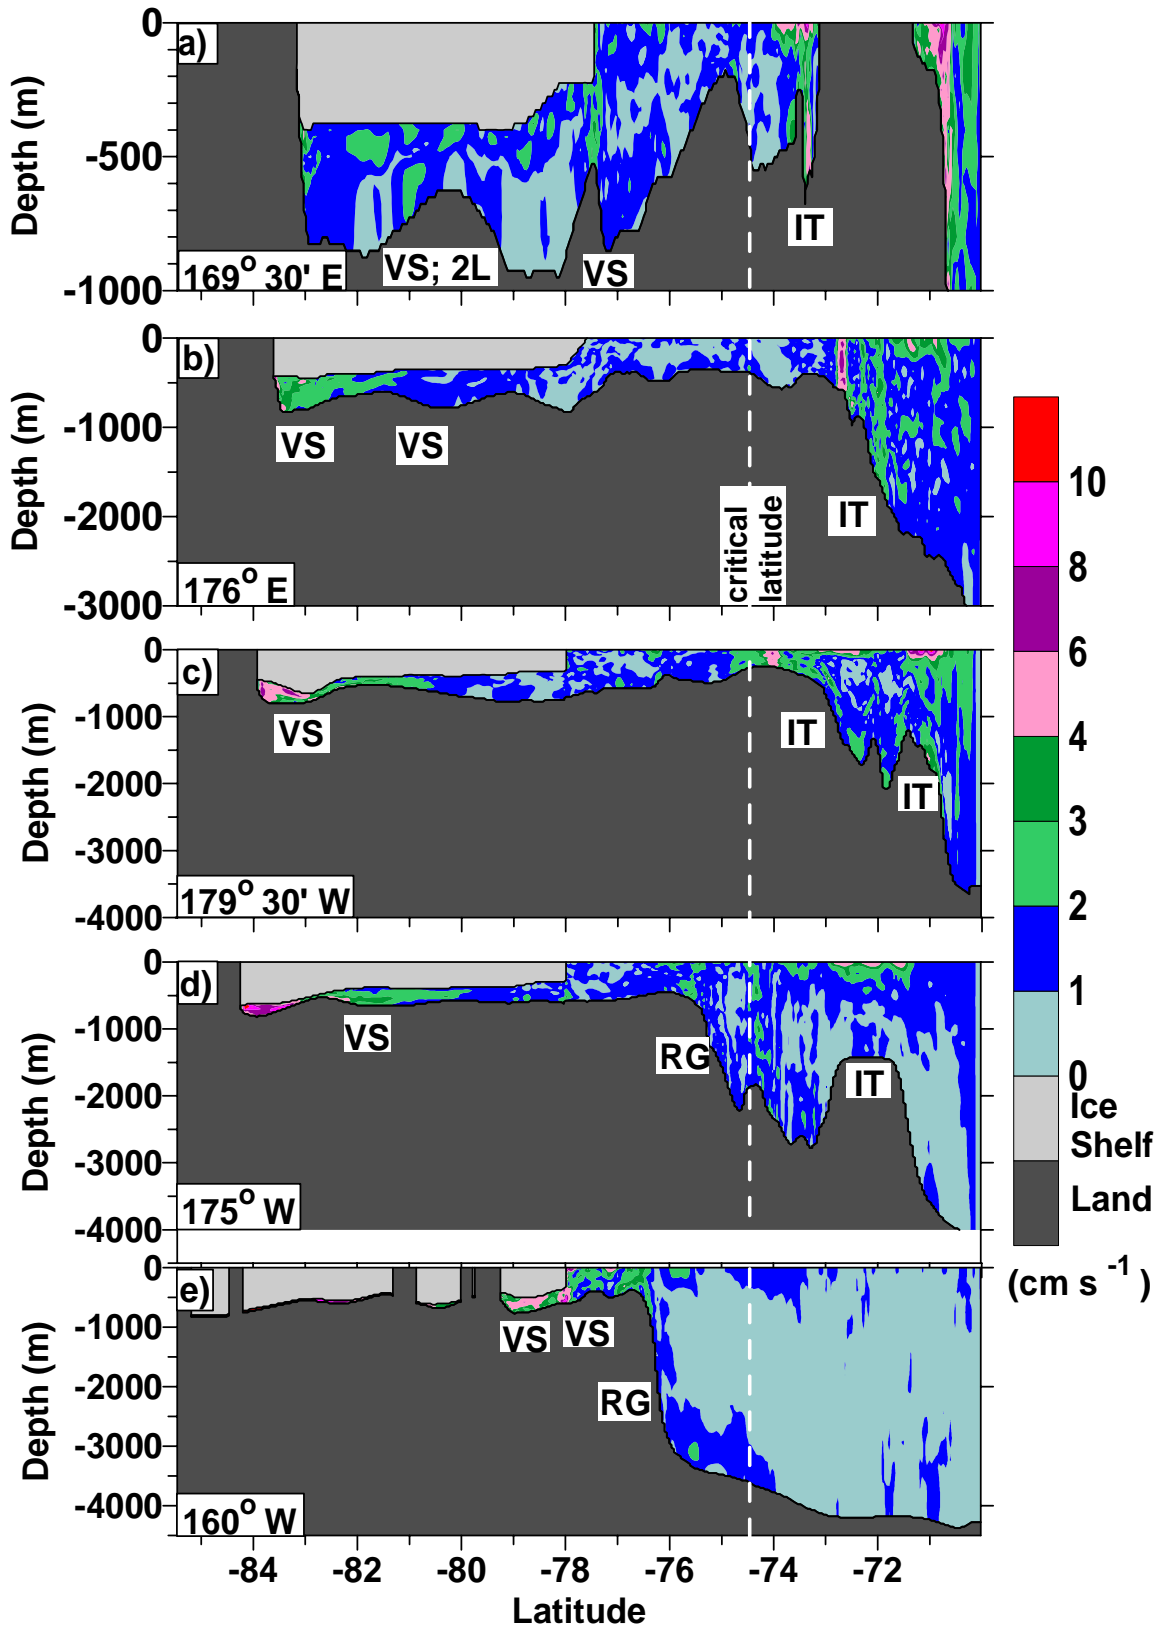 0
a)
-500
-1000
Depth (m)
169° 30' E
VS; 2L
VS
IT
0
b)
-1000
-2000
-3000
Depth (m)
176° E
VS
VS
IT
critical
latitude
0
c)
-1000
-2000
-3000
-4000
Depth (m)
179° 30' W
VS
IT
IT
0
d)
-1000
-2000
-3000
-4000
Depth (m)
175° W
VS
RG
IT
0
e)
-1000
-2000
-3000
-4000
Depth (m)
160° W
VS
VS
RG
-84
-82
-80
-78
-76
-74
-72
Latitude
10
8
6
4
3
2
1
0
Ice
Shelf
Land
(cm s -1 )